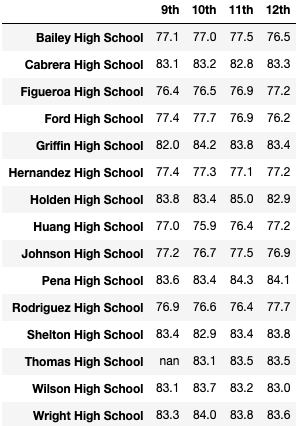 9th 10th 11th 12th
Bailey High School 77.1 77.0 77.5 76.5
Cabrera High School 83.1 83.2 82.8 83.3
Figueroa High School 76.4 76.5 76.9 77.2
Ford High School 77.4 77.7 76.9 76.2
Griffin High School 82.0 84.2 83.8 83.4
Hernandez High School 77.4 77.3 77.1 77.2
Holden High School 83.8 83.4 85.0 82.9
Huang High School 77.0 75.9 76.4 77.2
Johnson High School 77.2 76.7 77.5 76.9
Pena High School 83.6 83.4 84.3 84.1
Rodriguez High School 76.9 76.6 76.4 77.7
Shelton High School 83.4 82.9 83.4 83.8
Thomas High School nan 83.1 83.5 83.5
Wilson High School 83.1 83.7 83.2 83.0
Wright High School 83.3 84.0 83.8 83.6